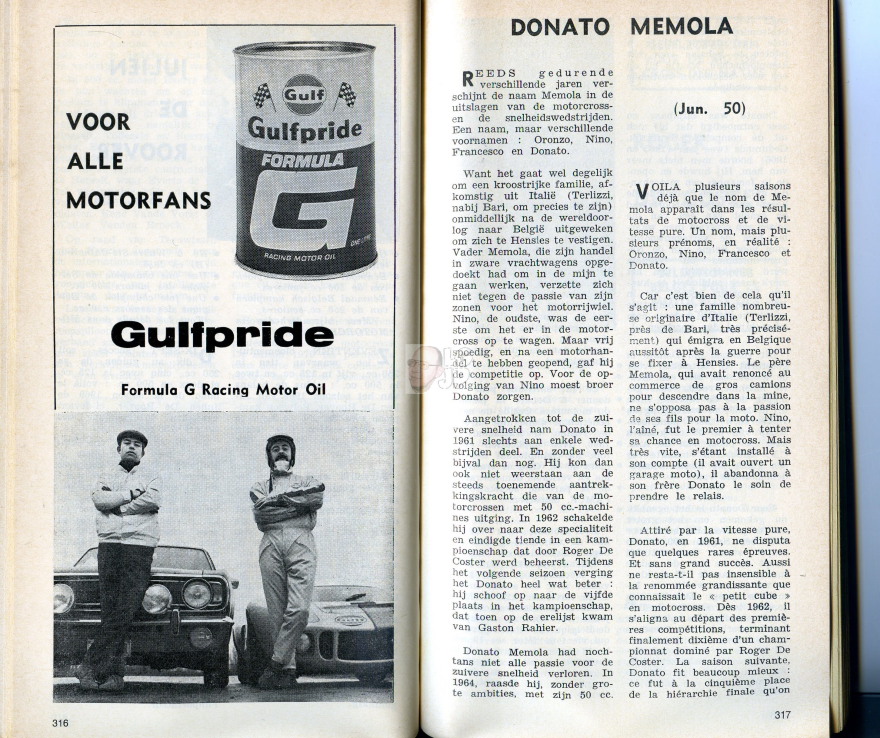 VOOR
ALLE
MOTORFANS
Gulf
Gulfpride
FORMULA
G
ONE LITRE
RACING MOTOR OIL
Gulfpride
Formula G Racing Motor Oil
316
DONATO MEMOLA
REEDS gedurende
verschillende jaren ver-
schijnt de naam Memola in de
uitslagen van de motorcross-
en de snelheidswedstrijden.
Een naam, maar verschillende
voornamen : Oronzo, Nino,
Francesco en Donato.
Want het gaat wel degelijk
om een kroostrijke familie, af-
komstig uit Italië (Terlizzi,
nabij Bari, om precies te zijn)
onmiddellijk na de wereldoor-
log naar België uitgeweken
om zich te Hensies te vestigen.
Vader Memola, die zijn handel
in zware vrachtwagens opge-
doekt had om in de mijn te
gaan werken, verzette zich
niet tegen de passie van zijn
zonen voor het motorrijwiel.
Nino, de oudste, was de eer-
ste om het er in de motor-
cross op te wagen. Maar vrij
spoedig, en na een motorhan-
del te hebben geopend, gaf hij
de competitie op. Voor de op-
volging van Nino moest broer
Donato zorgen.
Aangetrokken tot de zui-
vere snelheid nam Donato in
1961 slechts aan enkele wed-
strijden deel. En zonder veel
bijval dan nog. Hij kon dan
ook niet weerstaan aan de
steeds toenemende aantrek-
kingskracht die van de mo-
torcrossen met 50 cc.-machi-
nes uitging. In 1962 schakelde
hij over naar deze specialiteit
en eindigde tiende in een kam-
pioenschap dat door Roger De
Coster werd beheerst. Tijdens
het volgende seizoen verging
het Donato heel wat beter :
hij schoof op naar de vijfde
plaats in het kampioenschap,
dat toen op de erelijst kwam
van Gaston Rahier.
Donato Memola had noch-
tans niet alle passie voor de
zuivere snelheid verloren. In
1964, raasde hij, zonder gro-
te ambities, met zijn 50 cc.
(Jun. 50)
VOILA plusieurs saisons
déjà que le nom de Me-
mola apparaît dans les résul-
tats de motocross et de vi-
tesse pure. Un nom, mais plu-
sieurs prénoms, en réalité :
Oronzo, Nino, Francesco et
Donato.
Car c'est bien de cela qu'il
s'agit : une famille nombreu-
se originaire d'Italie (Terlizzi,
près de Bari, très précisé-
ment) qui émigra en Belgique
aussitôt après la guerre pour
se fixer à Hensies. Le père
Memola, qui avait renoncé au
commerce de gros camions
pour descendre dans la mine,
ne s'opposa pas à la passion
de ses fils pour la moto. Nino,
l'aîné, fut le premier à tenter
sa chance en motocross. Mais
très vite, s'étant installé à
son compte (il avait ouvert un
garage moto), il abandonna à
son frère Donato le soin de
prendre le relais.
Attiré par la vitesse pure,
Donato, en 1961, ne disputa
que quelques rares épreuves.
Et sans grand succès. Aussi
ne resta-t-il pas insensible à
la renommée grandissante que
connaissait le « petit cube »
en motocross. Dès 1962, il
s'aligna au départ des premiè-
res compétitions, terminant
finalement dixième d'un cham-
pionnat dominé par Roger De
Coster. La saison suivante,
Donato fit beaucoup mieux :
ce fut à la cinquième place
de la hiérarchie finale qu'on
317